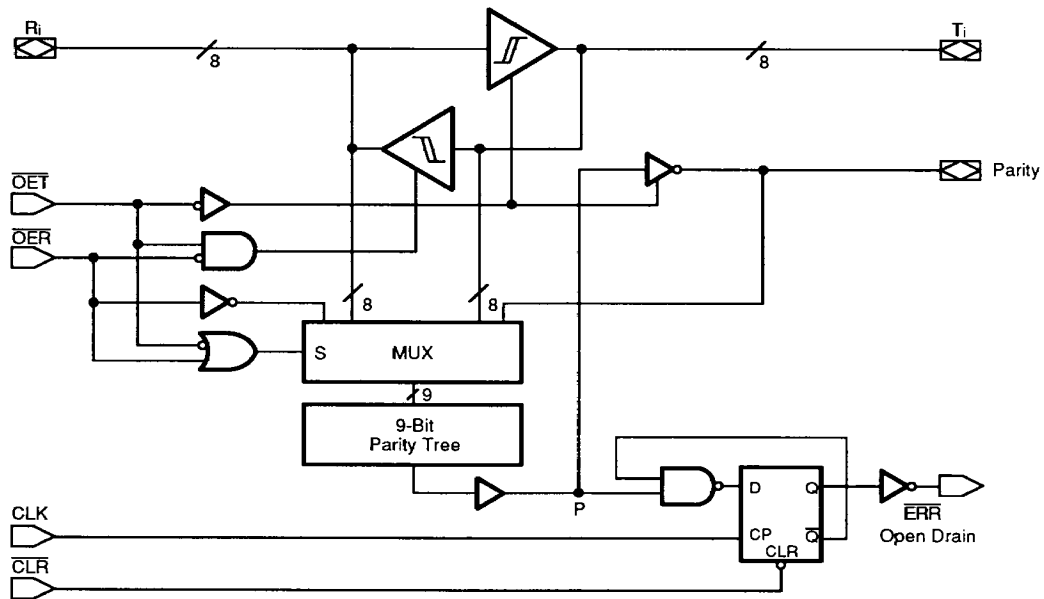 Ri
Ti
8
8
OET
Parity
OER
8
8
S
MUX
9
9-Bit
Parity Tree
D
Q
P
CLK
CP
Q̅
ERR
CLR
Open Drain
CLR